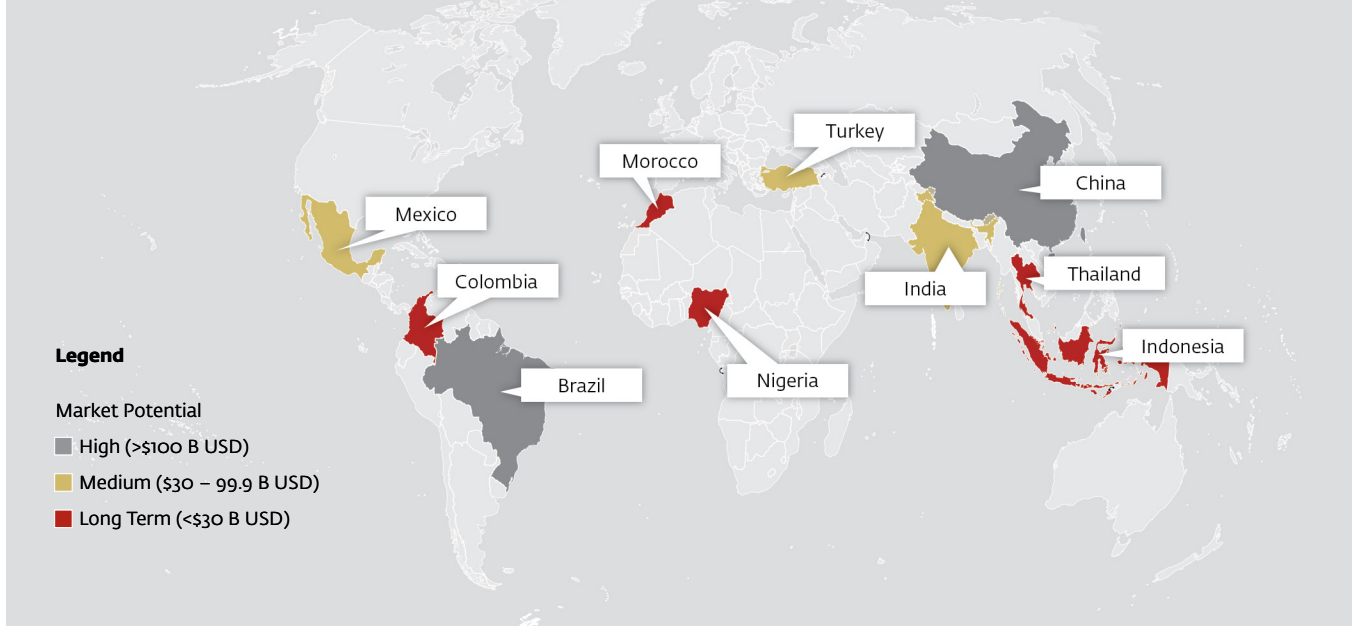 Turkey
Morocco
China
Mexico
Thailand
Colombia
India
Indonesia
Nigeria
Brazil
Legend
Market Potential
High (>$100 B USD)
Medium ($30 – 99.9 B USD)
Long Term (<$30 B USD)